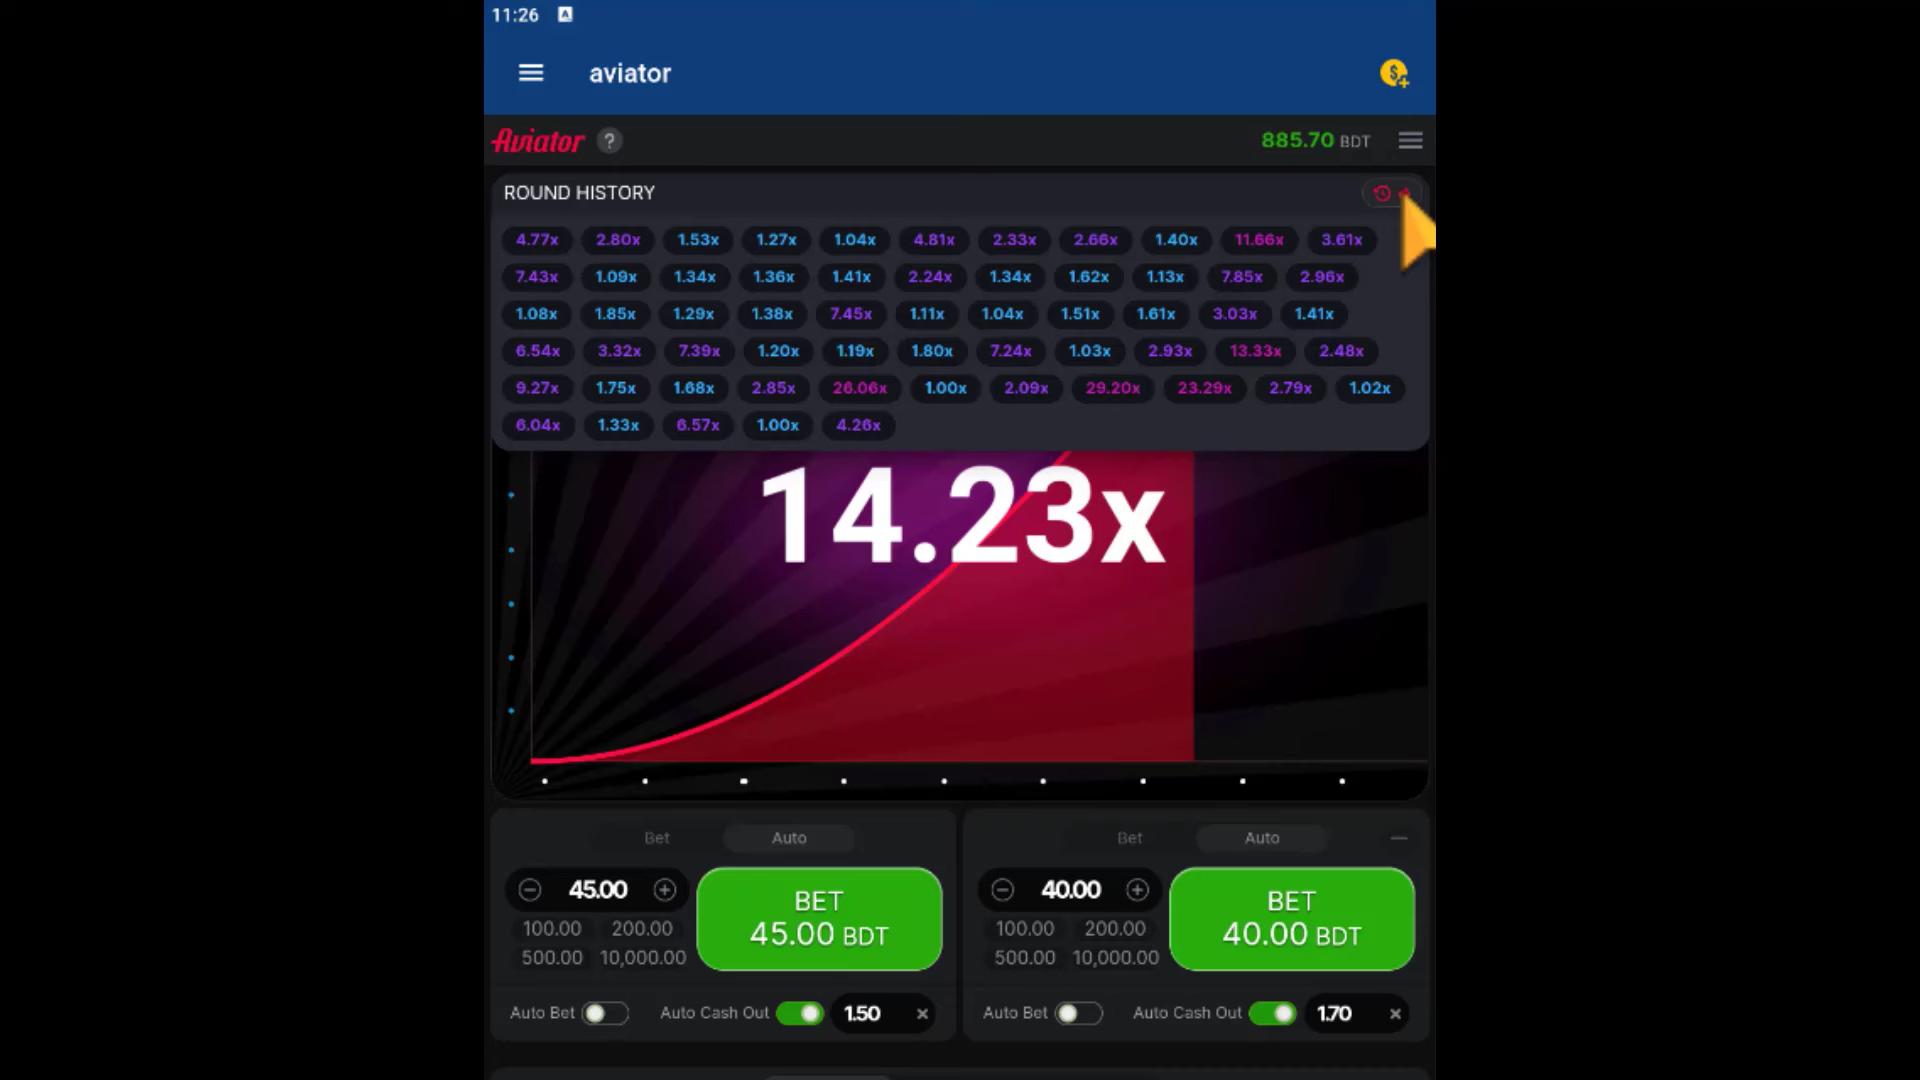 11:26 A
aviator
Aviator ? 885.70 BDT
ROUND HISTORY
4.77x 2.80x 1.53x 1.27x 1.04x 4.81x 2.33x 2.66x 1.40x 11.66x 3.61x
7.43x 1.09x 1.34x 1.36x 1.41x 2.24x 1.34x 1.62x 1.13x 7.85x 2.96x
1.08x 1.85x 1.29x 1.38x 7.45x 1.11x 1.04x 1.51x 1.61x 3.03x 1.41x
6.54x 3.32x 7.39x 1.20x 1.19x 1.80x 7.24x 1.03x 2.93x 13.33x 2.48x
9.27x 1.75x 1.68x 2.85x 26.06x 1.00x 2.09x 29.20x 23.29x 2.79x 1.02x
6.04x 1.33x 6.57x 1.00x 4.26x
14.23x
Bet Auto
45.00
100.00 200.00
500.00 10,000.00
BET
45.00 BDT
Auto Bet Auto Cash Out 1.50
Bet Auto
40.00
100.00 200.00
500.00 10,000.00
BET
40.00 BDT
Auto Bet Auto Cash Out 1.70